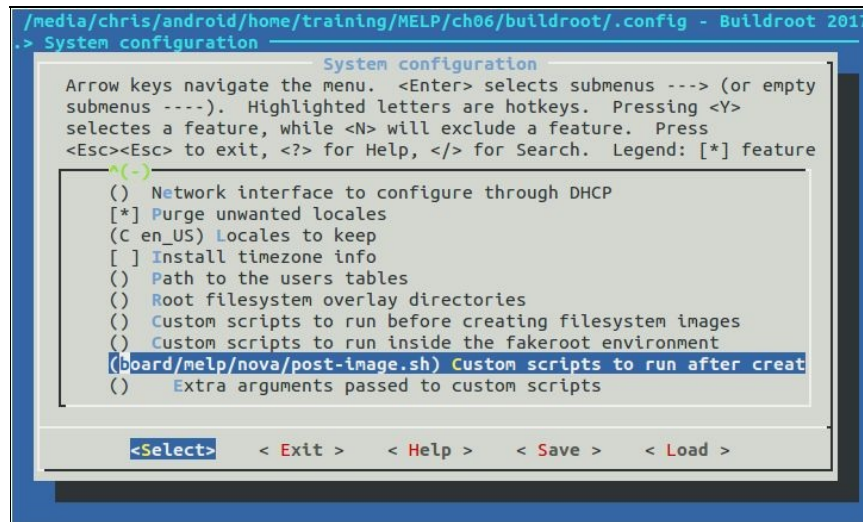 /media/chris/android/home/training/MELP/ch06/buildroot/.config - Buildroot 2017
.> System configuration
System configuration
Arrow keys navigate the menu. <Enter> selects submenus ---> (or empty
submenus ----). Highlighted letters are hotkeys. Pressing <Y>
selectes a feature, while <N> will exclude a feature. Press
<Esc><Esc> to exit, <?> for Help, </> for Search. Legend: [*] feature
^(-)
() Network interface to configure through DHCP
[*] Purge unwanted locales
(C en_US) Locales to keep
[ ] Install timezone info
() Path to the users tables
() Root filesystem overlay directories
() Custom scripts to run before creating filesystem images
() Custom scripts to run inside the fakeroot environment
(board/melp/nova/post-image.sh) Custom scripts to run after creat
() Extra arguments passed to custom scripts
<Select> < Exit > < Help > < Save > < Load >